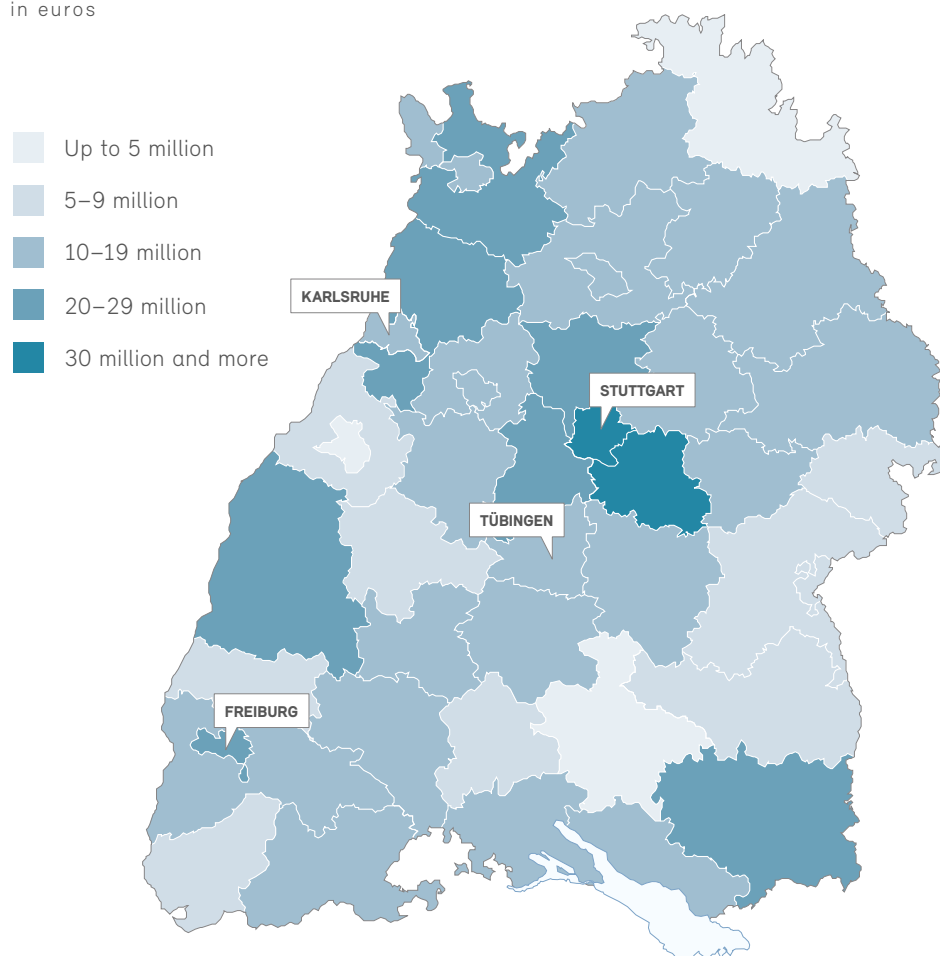 in euros
Up to 5 million
5–9 million
10–19 million
20–29 million
30 million and more
KARLSRUHE
STUTTGART
TÜBINGEN
FREIBURG